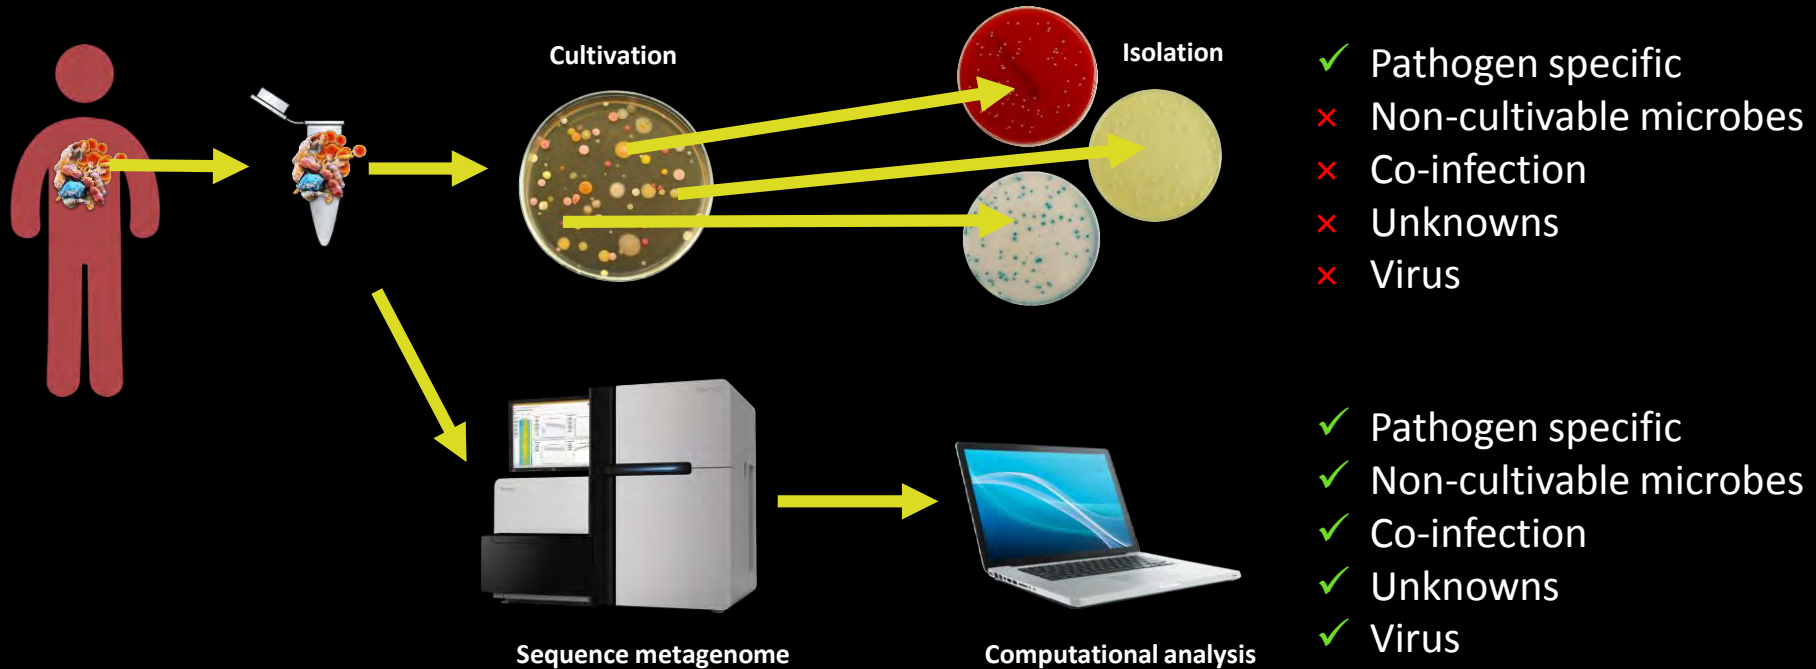 Cultivation
Isolation
✓ Pathogen specific
× Non-cultivable microbes
× Co-infection
× Unknowns
× Virus
Sequence metagenome
Computational analysis
✓ Pathogen specific
✓ Non-cultivable microbes
✓ Co-infection
✓ Unknowns
✓ Virus